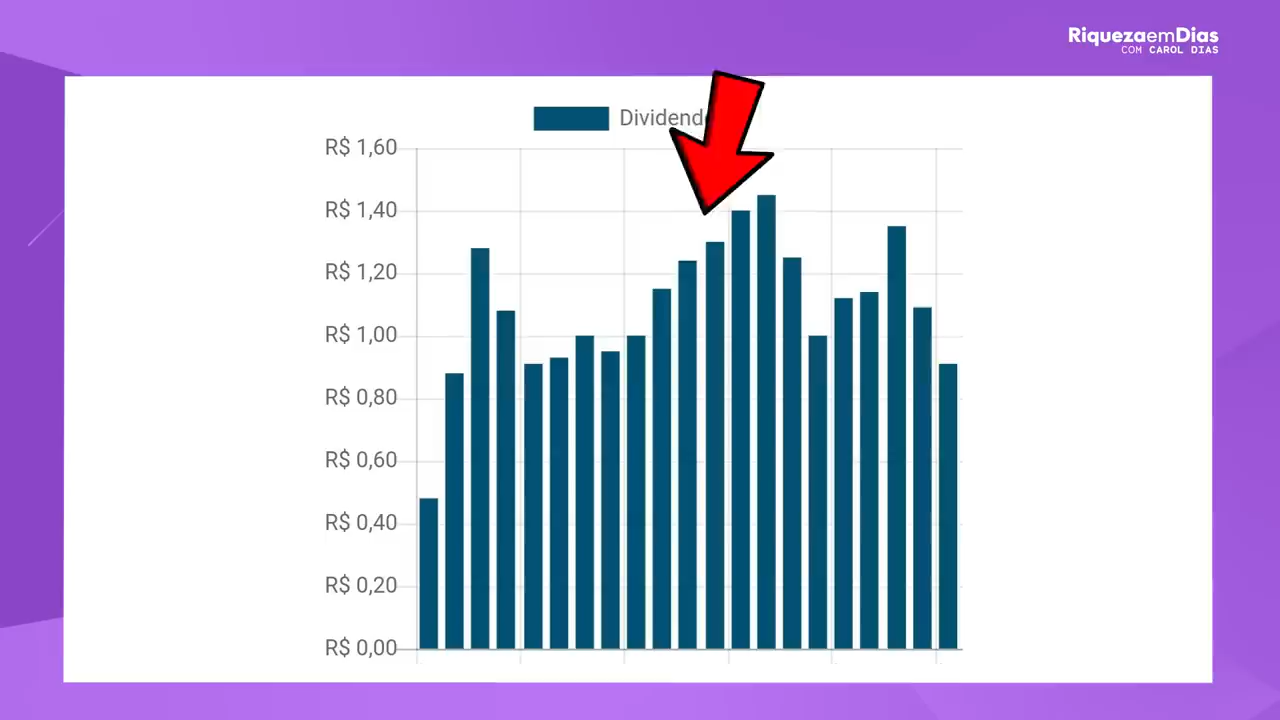 RiquezaemDias
COM CAROL DIAS
R$ 1,60
R$ 1,40
R$ 1,20
R$ 1,00
R$ 0,80
R$ 0,60
R$ 0,40
R$ 0,20
R$ 0,00